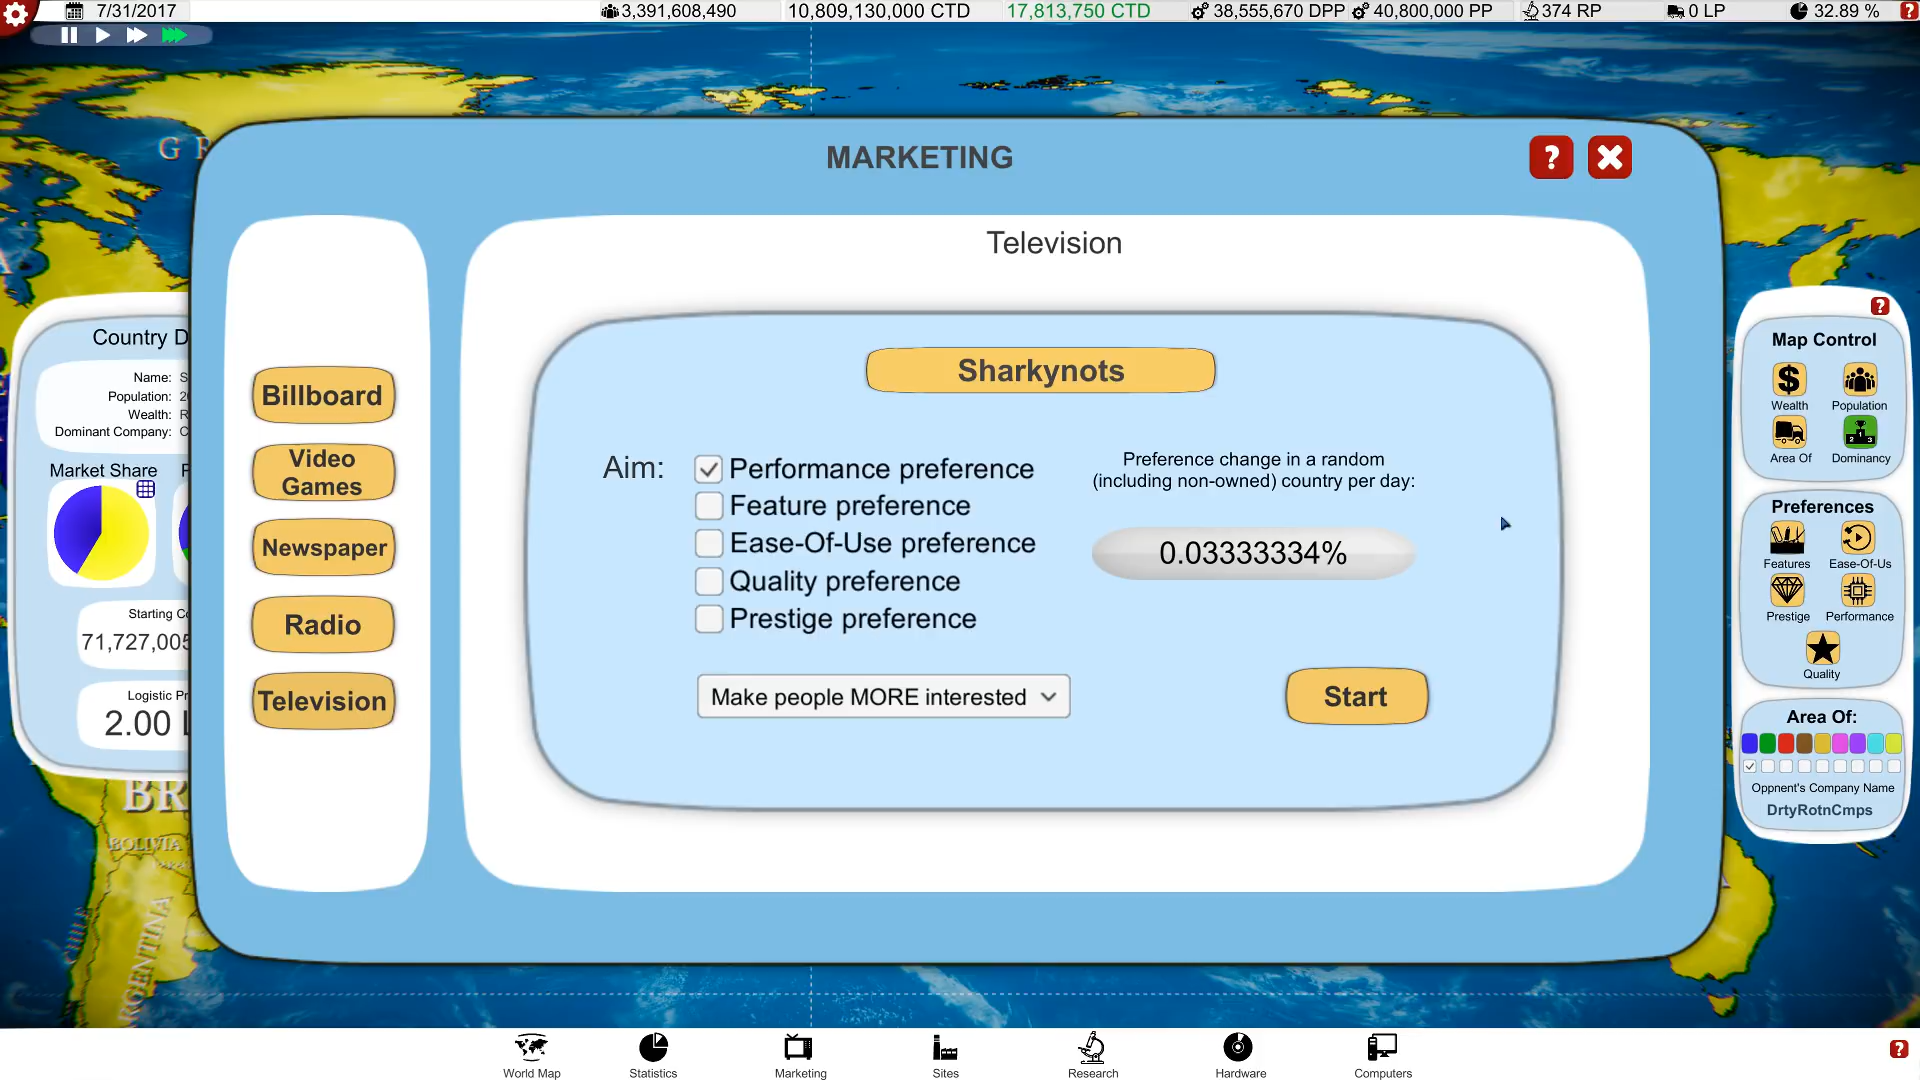 7/31/2017
3,391,608,490
10,809,130,000 CTD
17,813,750 CTD
38,555,670 DPP
40,800,000 PP
374 RP
0 LP
32.89 %
?
G R
MARKETING
?
Television
Billboard
Video
Games
Newspaper
Radio
Television
Sharkynots
Aim:
Performance preference
Feature preference
Ease-Of-Use preference
Quality preference
Prestige preference
Preference change in a random
(including non-owned) country per day:
0.03333334%
Make people MORE interested
Start
Country D
Name: S
Population: 2
Wealth: R
Dominant Company: C
Market Share
Starting Co
71,727,005
Logistic Pr
2.00 L
BR
BOLIVIA
CHILE
ARGENTINA
?
Map Control
Wealth
Population
Area Of
Dominancy
Preferences
Features
Ease-Of-Us
Prestige
Performance
Quality
Area Of:
Oppnent's Company Name
DrtyRotnCmps
World Map
Statistics
Marketing
Sites
Research
Hardware
Computers
?